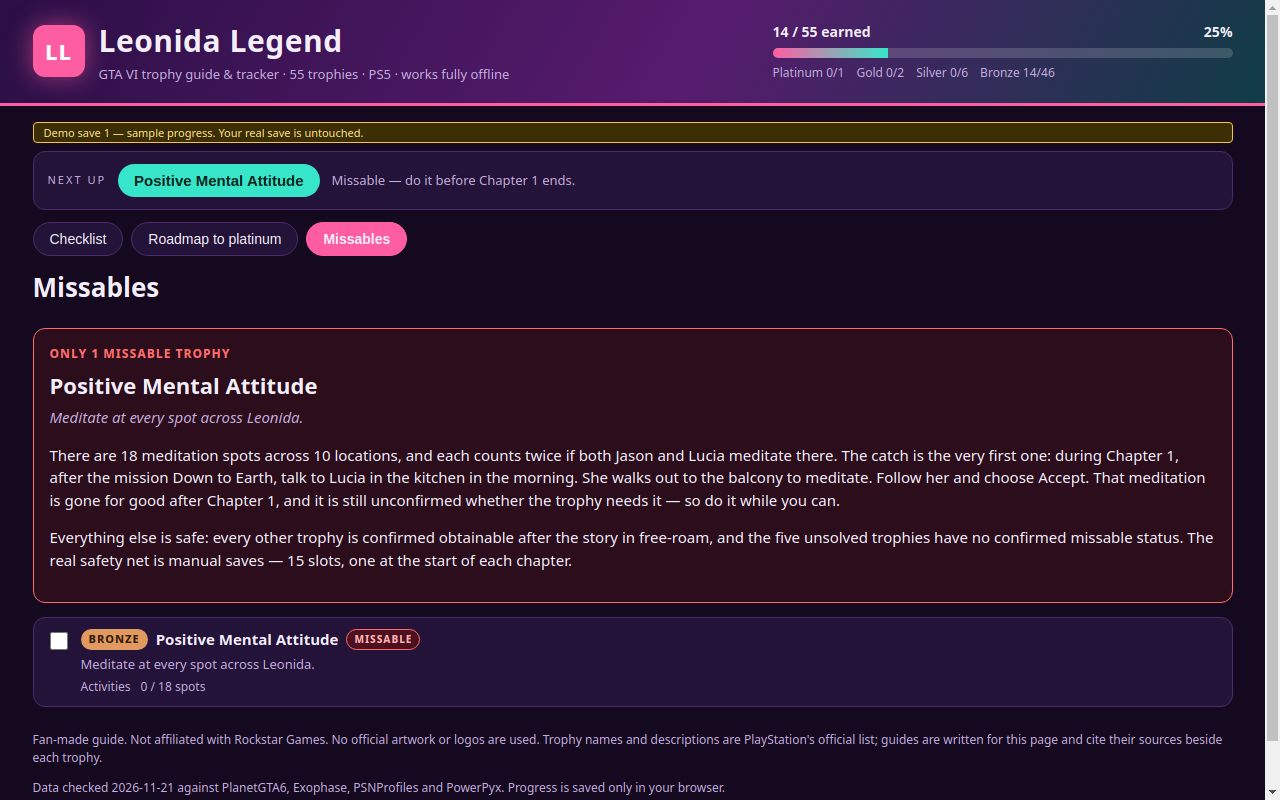 LL
Leonida Legend
GTA VI trophy guide & tracker · 55 trophies · PS5 · works fully offline
14 / 55 earned
25%
Platinum 0/1 Gold 0/2 Silver 0/6 Bronze 14/46
Demo save 1 — sample progress. Your real save is untouched.
NEXT UP
Positive Mental Attitude
Missable — do it before Chapter 1 ends.
Checklist
Roadmap to platinum
Missables
Missables
ONLY 1 MISSABLE TROPHY
Positive Mental Attitude
Meditate at every spot across Leonida.
There are 18 meditation spots across 10 locations, and each counts twice if both Jason and Lucia meditate there. The catch is the very first one: during Chapter 1,
after the mission Down to Earth, talk to Lucia in the kitchen in the morning. She walks out to the balcony to meditate. Follow her and choose Accept. That meditation
is gone for good after Chapter 1, and it is still unconfirmed whether the trophy needs it — so do it while you can.
Everything else is safe: every other trophy is confirmed obtainable after the story in free-roam, and the five unsolved trophies have no confirmed missable status. The
real safety net is manual saves — 15 slots, one at the start of each chapter.
BRONZE
Positive Mental Attitude
MISSABLE
Meditate at every spot across Leonida.
Activities 0 / 18 spots
Fan-made guide. Not affiliated with Rockstar Games. No official artwork or logos are used. Trophy names and descriptions are PlayStation's official list; guides are written for this page and cite their sources beside
each trophy.
Data checked 2026-11-21 against PlanetGTA6, Exophase, PSNProfiles and PowerPyx. Progress is saved only in your browser.